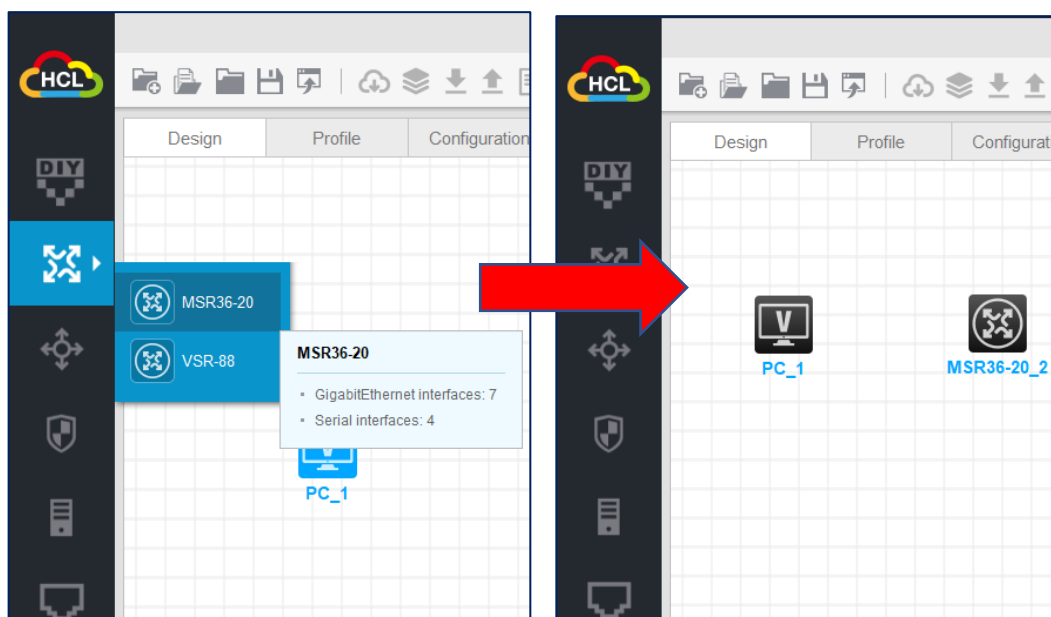 HCL
Design Profile Configuration
DIY
MSR36-20
VSR-88
MSR36-20
GigabitEthernet interfaces: 7
Serial interfaces: 4
V
PC_1
HCL
Design Profile Configurat
DIY
V
PC_1
MSR36-20_2